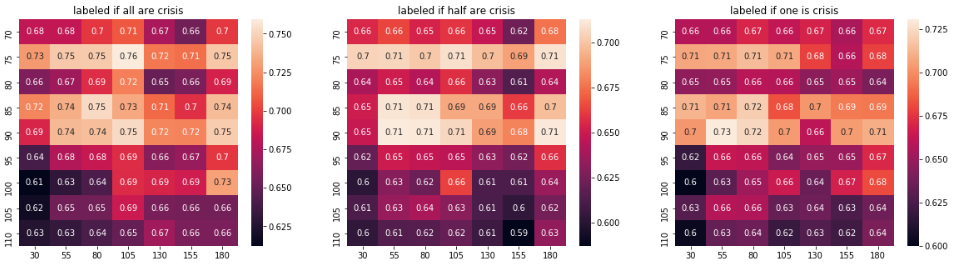 labeled if all are crisis
70 0.68 0.68 0.7 0.71 0.67 0.66 0.7
75 0.73 0.75 0.75 0.76 0.72 0.71 0.75
80 0.66 0.67 0.69 0.72 0.65 0.66 0.69
85 0.72 0.74 0.75 0.73 0.71 0.7 0.74
90 0.69 0.74 0.74 0.75 0.72 0.72 0.75
95 0.64 0.68 0.68 0.69 0.66 0.67 0.7
100 0.61 0.63 0.64 0.69 0.69 0.69 0.73
105 0.62 0.65 0.65 0.69 0.66 0.66 0.66
110 0.63 0.63 0.64 0.65 0.67 0.66 0.66
30 55 80 105 130 155 180
0.750
0.725
0.700
0.675
0.650
0.625
labeled if half are crisis
70 0.66 0.66 0.65 0.66 0.65 0.62 0.68
75 0.7 0.71 0.7 0.71 0.7 0.69 0.71
80 0.64 0.65 0.64 0.66 0.63 0.61 0.64
85 0.65 0.71 0.71 0.69 0.69 0.66 0.7
90 0.65 0.71 0.71 0.71 0.69 0.68 0.71
95 0.62 0.65 0.65 0.65 0.63 0.62 0.66
100 0.6 0.63 0.62 0.66 0.61 0.61 0.64
105 0.61 0.63 0.64 0.63 0.61 0.6 0.62
110 0.6 0.61 0.62 0.62 0.61 0.59 0.63
30 55 80 105 130 155 180
0.700
0.675
0.650
0.625
0.600
labeled if one is crisis
70 0.66 0.66 0.67 0.67 0.66 0.65 0.67
75 0.71 0.71 0.71 0.71 0.68 0.66 0.68
80 0.65 0.65 0.66 0.66 0.65 0.65 0.64
85 0.71 0.71 0.72 0.68 0.7 0.69 0.69
90 0.7 0.73 0.72 0.7 0.66 0.7 0.71
95 0.62 0.66 0.66 0.64 0.65 0.65 0.67
100 0.6 0.63 0.65 0.66 0.64 0.67 0.68
105 0.63 0.66 0.66 0.63 0.64 0.63 0.64
110 0.6 0.63 0.64 0.63 0.63 0.62 0.64
30 55 80 105 130 155 180
0.725
0.700
0.675
0.650
0.625
0.600